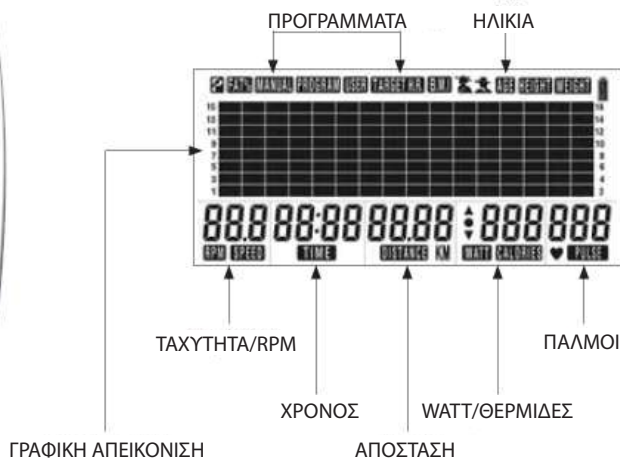 ΠΡΟΓΡΑΜΜΑΤΑ ΗΛΙΚΙΑ
FAT% MANUAL PROGRAM USER TARGET H.R. B.M.I. AGE HEIGHT WEIGHT
15 16
13 14
11 12
9 10
7 8
5 6
3 4
1 2
88.8 88:88 88.88 888 888
RPM SPEED TIME DISTANCE KM WATT CALORIES PULSE
ΤΑΧΥΤΗΤΑ/RPM ΠΑΛΜΟΙ
ΧΡΟΝΟΣ WATT/ΘΕΡΜΙΔΕΣ
ΓΡΑΦΙΚΗ ΑΠΕΙΚΟΝΙΣΗ ΑΠΟΣΤΑΣΗ